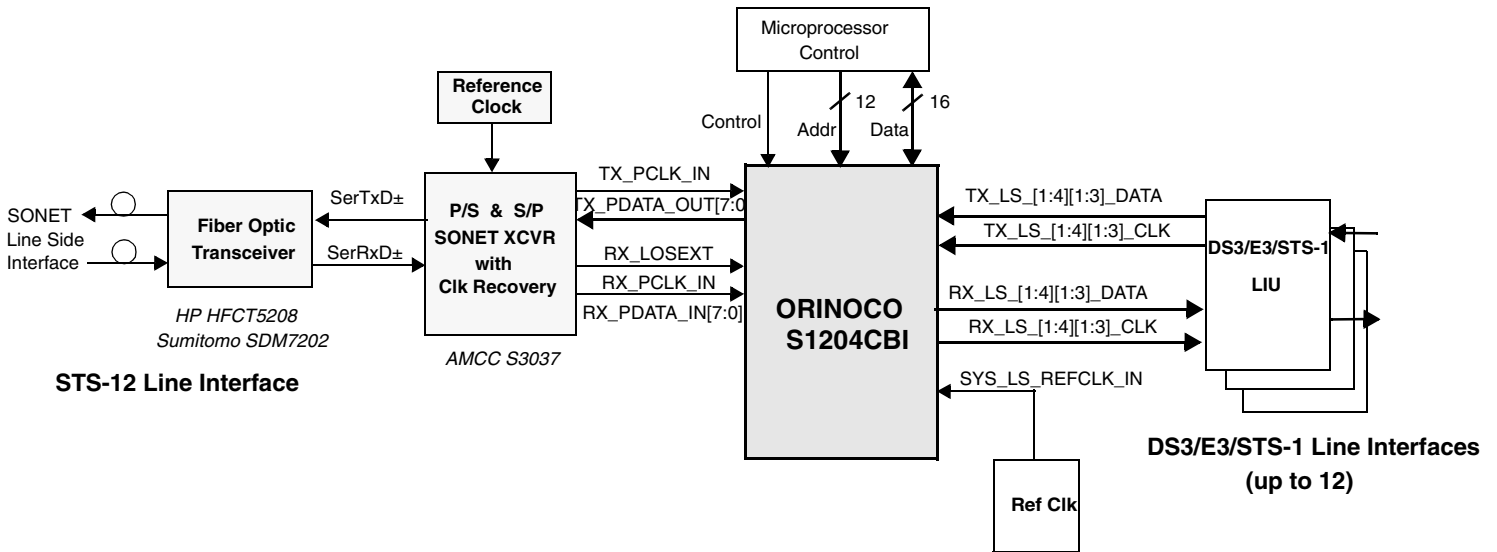 Microprocessor
Control
Reference
Clock
Control
12
Addr
16
Data
SONET
Line Side
Interface
Fiber Optic
Transceiver
SerTxD±
SerRxD±
P/S & S/P
SONET XCVR
with
Clk Recovery
TX_PCLK_IN
TX_PDATA_OUT[7:0
RX_LOSEXT
RX_PCLK_IN
RX_PDATA_IN[7:0]
ORINOCO
S1204CBI
TX_LS_[1:4][1:3]_DATA
TX_LS_[1:4][1:3]_CLK
RX_LS_[1:4][1:3]_DATA
RX_LS_[1:4][1:3]_CLK
SYS_LS_REFCLK_IN
DS3/E3/STS-1
LIU
HP HFCT5208
Sumitomo SDM7202
AMCC S3037
STS-12 Line Interface
Ref Clk
DS3/E3/STS-1 Line Interfaces
(up to 12)